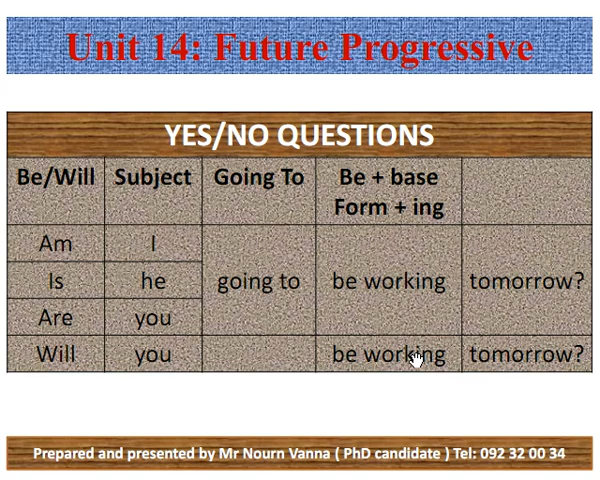 Unit 14: Future Progressive
YES/NO QUESTIONS
Be/Will Subject Going To Be + base
Form + ing
Am I
Is he going to be working tomorrow?
Are you
Will you be working tomorrow?
Prepared and presented by Mr Nourn Vanna ( PhD candidate ) Tel: 092 32 00 34